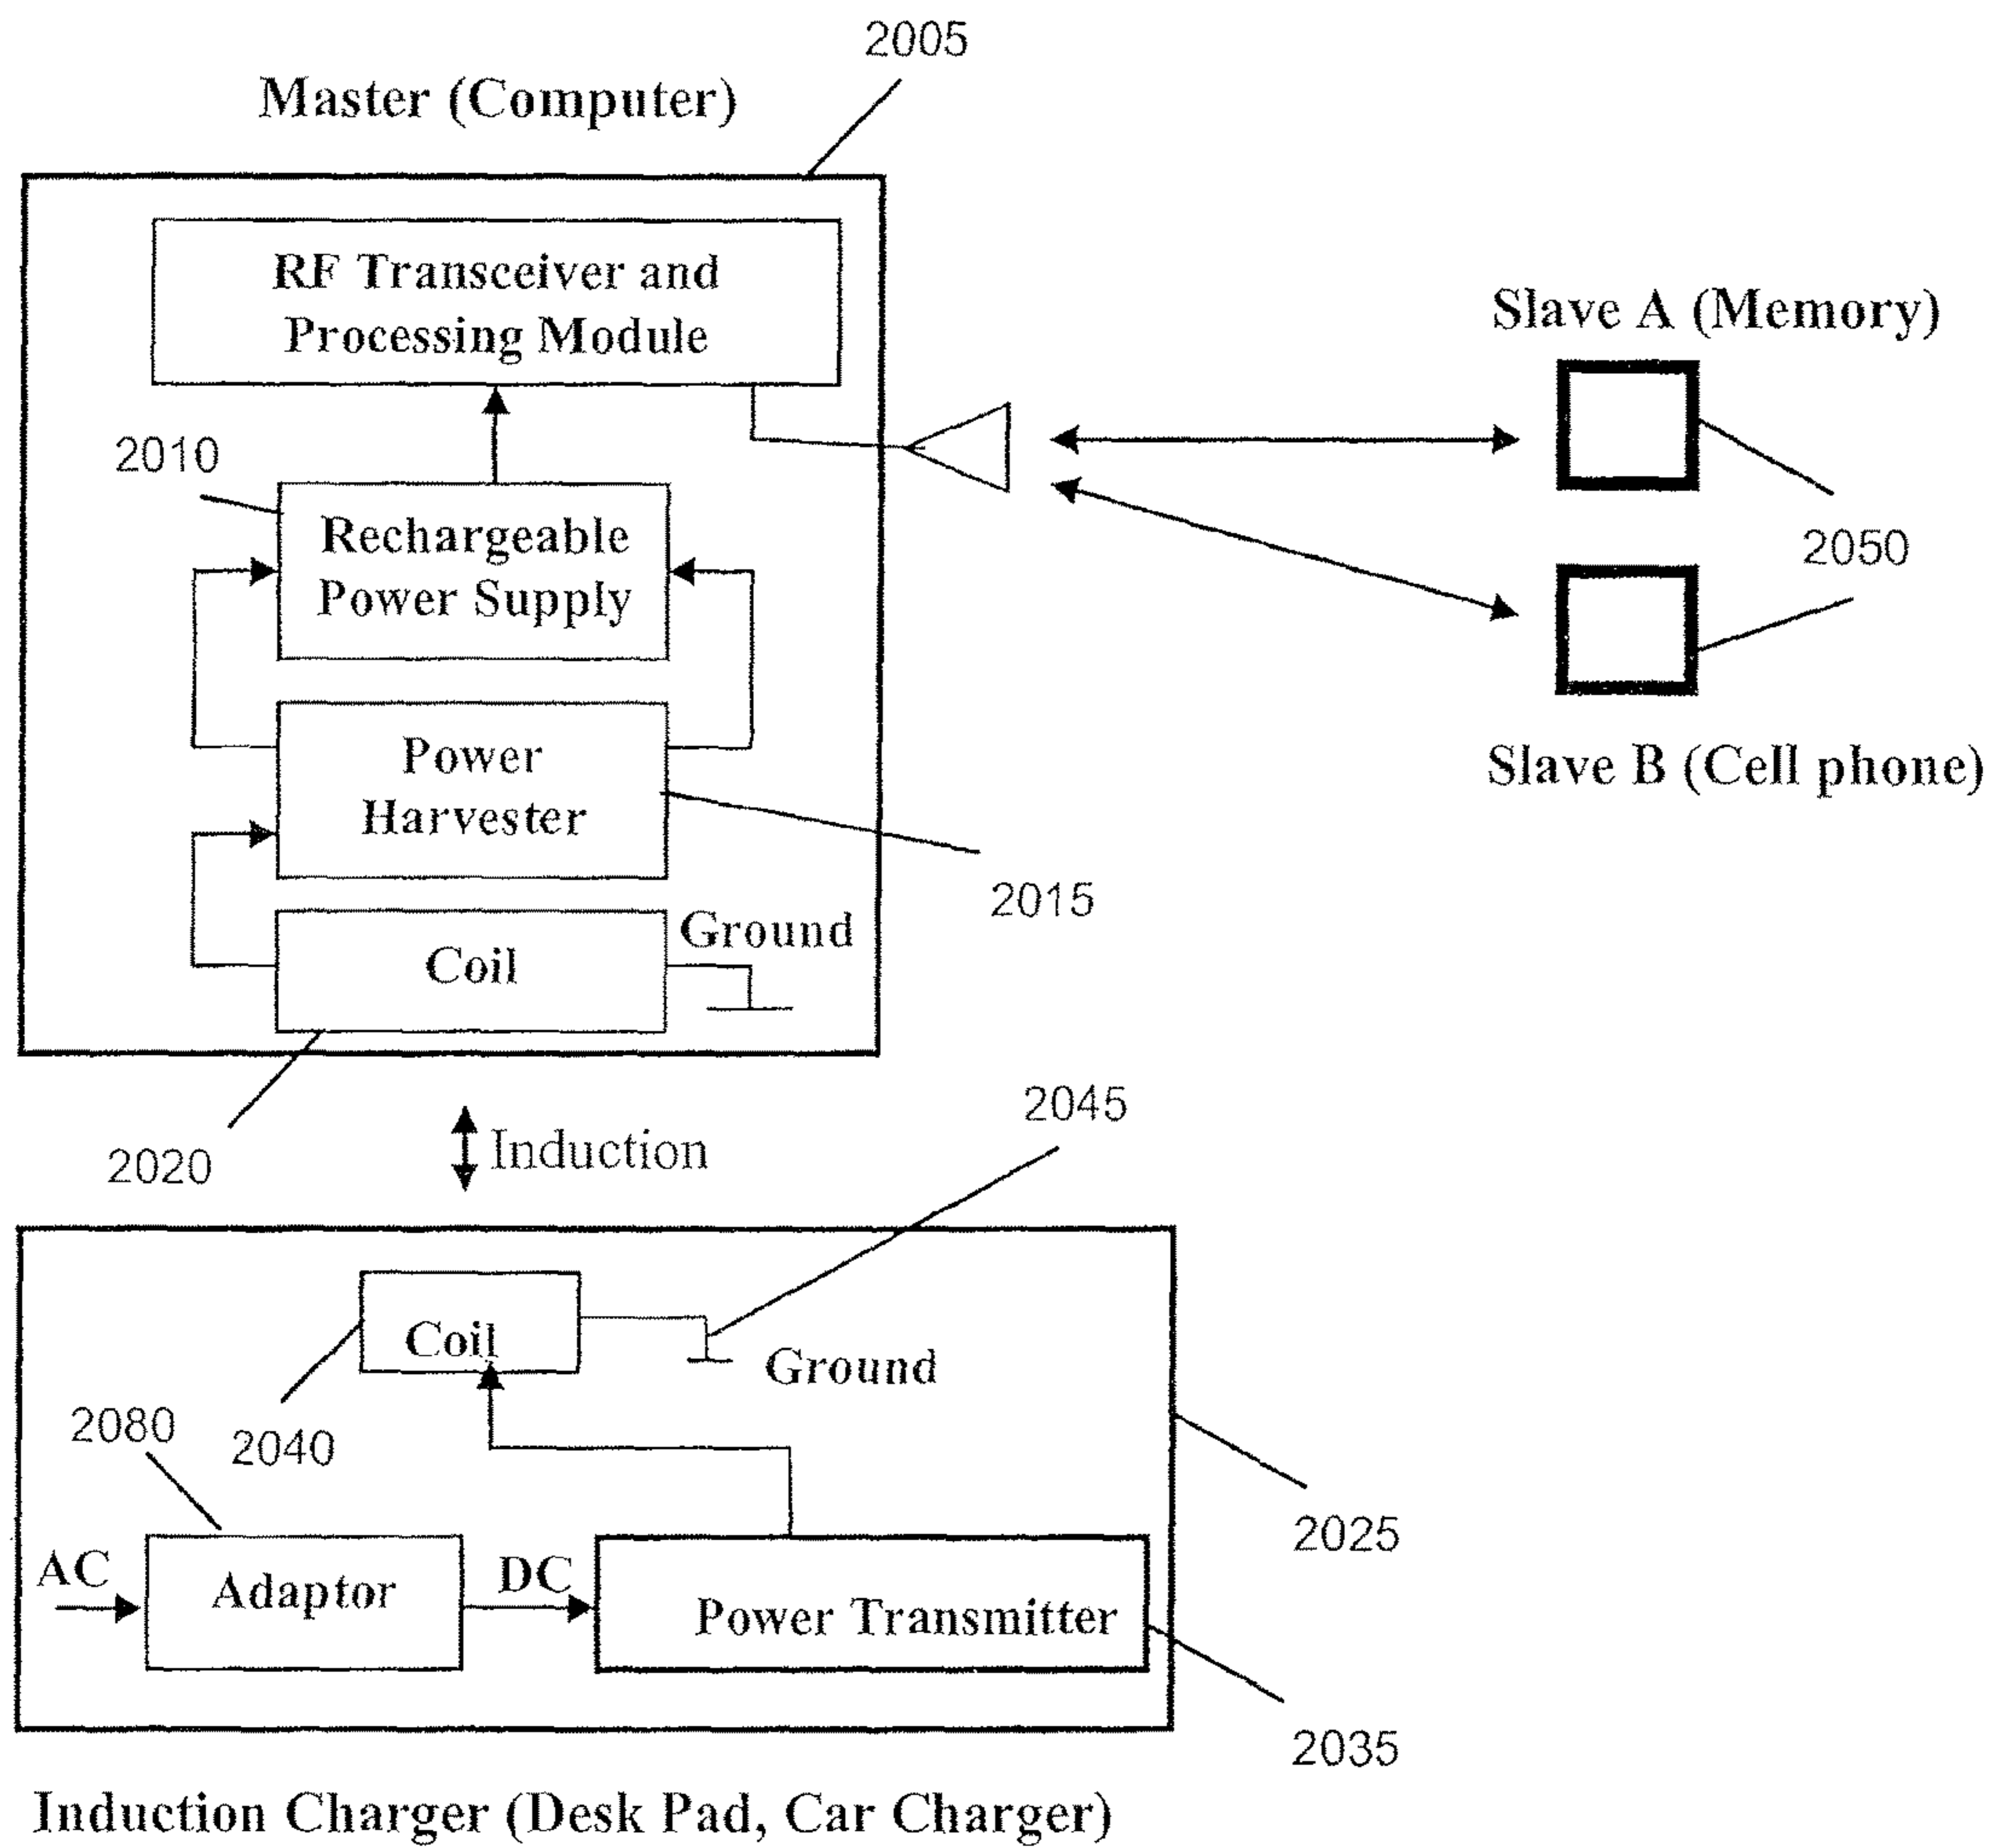 2005
Master (Computer)
RF Transceiver and
Processing Module
Slave A (Memory)
2010
Rechargeable
Power Supply
2050
Power
Harvester
Slave B (Cell phone)
2015
Ground
Coil
2020
Induction
2045
Coil
Ground
2080
2040
2025
AC
Adaptor
DC
Power Transmitter
2035
Induction Charger (Desk Pad, Car Charger)